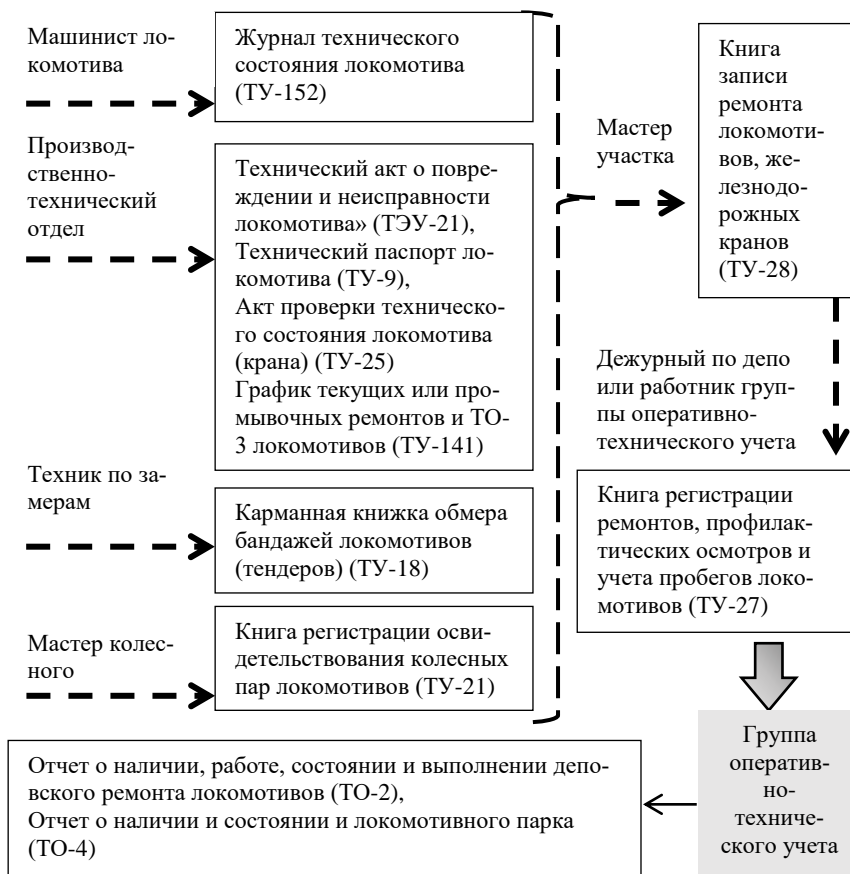 Машинист ло-
комотива
Журнал технического
состояния локомотива
(ТУ-152)
Производ-
ственно-
технический
отдел
Технический акт о повре-
ждении и неисправности
локомотива» (ТЭУ-21),
Технический паспорт ло-
комотива (ТУ-9),
Акт проверки техническо-
го состояния локомотива
(крана) (ТУ-25)
График текущих или про-
мывочных ремонтов и ТО-
3 локомотивов (ТУ-141)
Техник по за-
мерам
Карманная книжка обмера
бандажей локомотивов
(тендеров) (ТУ-18)
Мастер колес-
ного
Книга регистрации осви-
детельствования колесных
пар локомотивов (ТУ-21)
Мастер
участка
Книга
записи
ремонта
локомоти-
вов, же-
лезнодо-
рожных
кранов
(ТУ-28)
Дежурный по депо
или работник груп-
пы оперативно-
технического учета
Книга регистрации
ремонтов, профилак-
тических осмотров и
учета пробегов локо-
мотивов (ТУ-27)
Группа
оператив-
но-
техниче-
ского учета
Отчет о наличии, работе, состоянии и выполнении депо-
вского ремонта локомотивов (ТО-2),
Отчет о наличии и состоянии и локомотивного парка
(ТО-4)